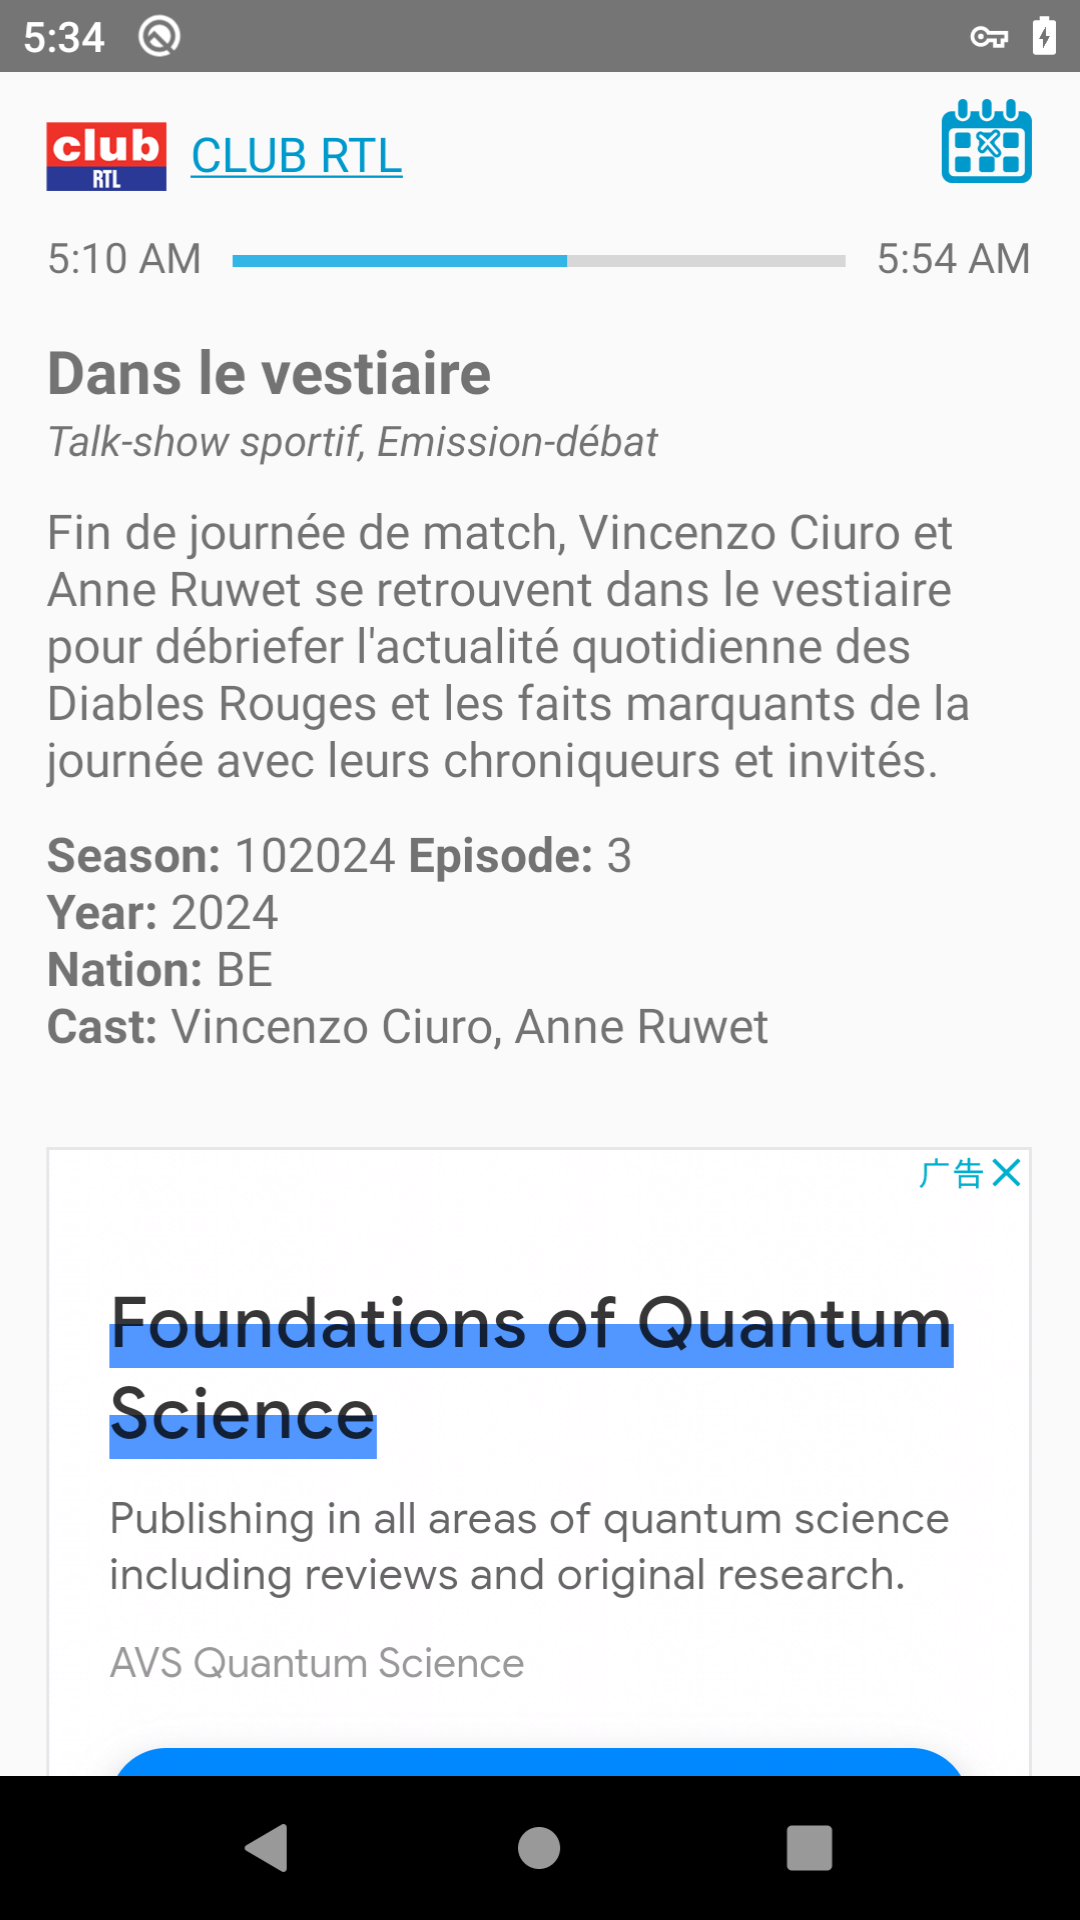 5:34
club
RTL
CLUB RTL
5:10 AM
5:54 AM
Dans le vestiaire
Talk-show sportif, Emission-débat
Fin de journée de match, Vincenzo Ciuro et
Anne Ruwet se retrouvent dans le vestiaire
pour débriefer l'actualité quotidienne des
Diables Rouges et les faits marquants de la
journée avec leurs chroniqueurs et invités.
Season: 102024 Episode: 3
Year: 2024
Nation: BE
Cast: Vincenzo Ciuro, Anne Ruwet
广告
Foundations of Quantum
Science
Publishing in all areas of quantum science
including reviews and original research.
AVS Quantum Science